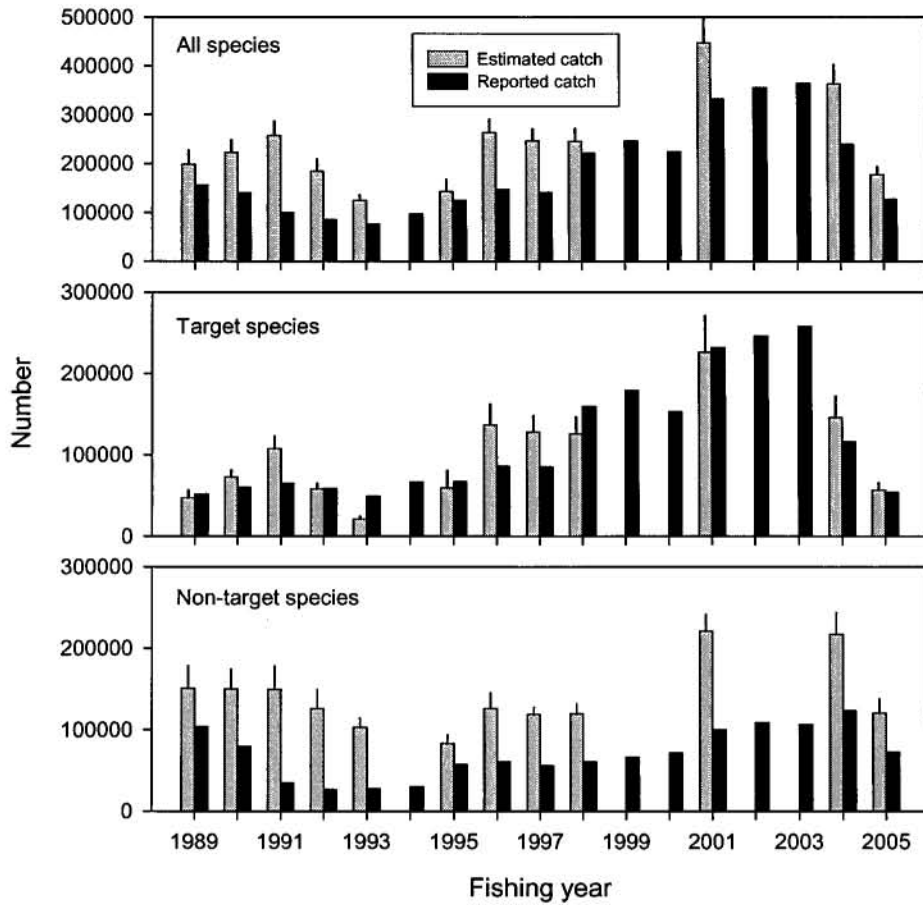 500000
All species
Estimated catch
Reported catch
400000
300000
200000
100000
0
300000
Target species
200000
100000
0
Number
300000
Non-target species
200000
100000
0
1989 1991 1993 1995 1997 1999 2001 2003 2005
Fishing year